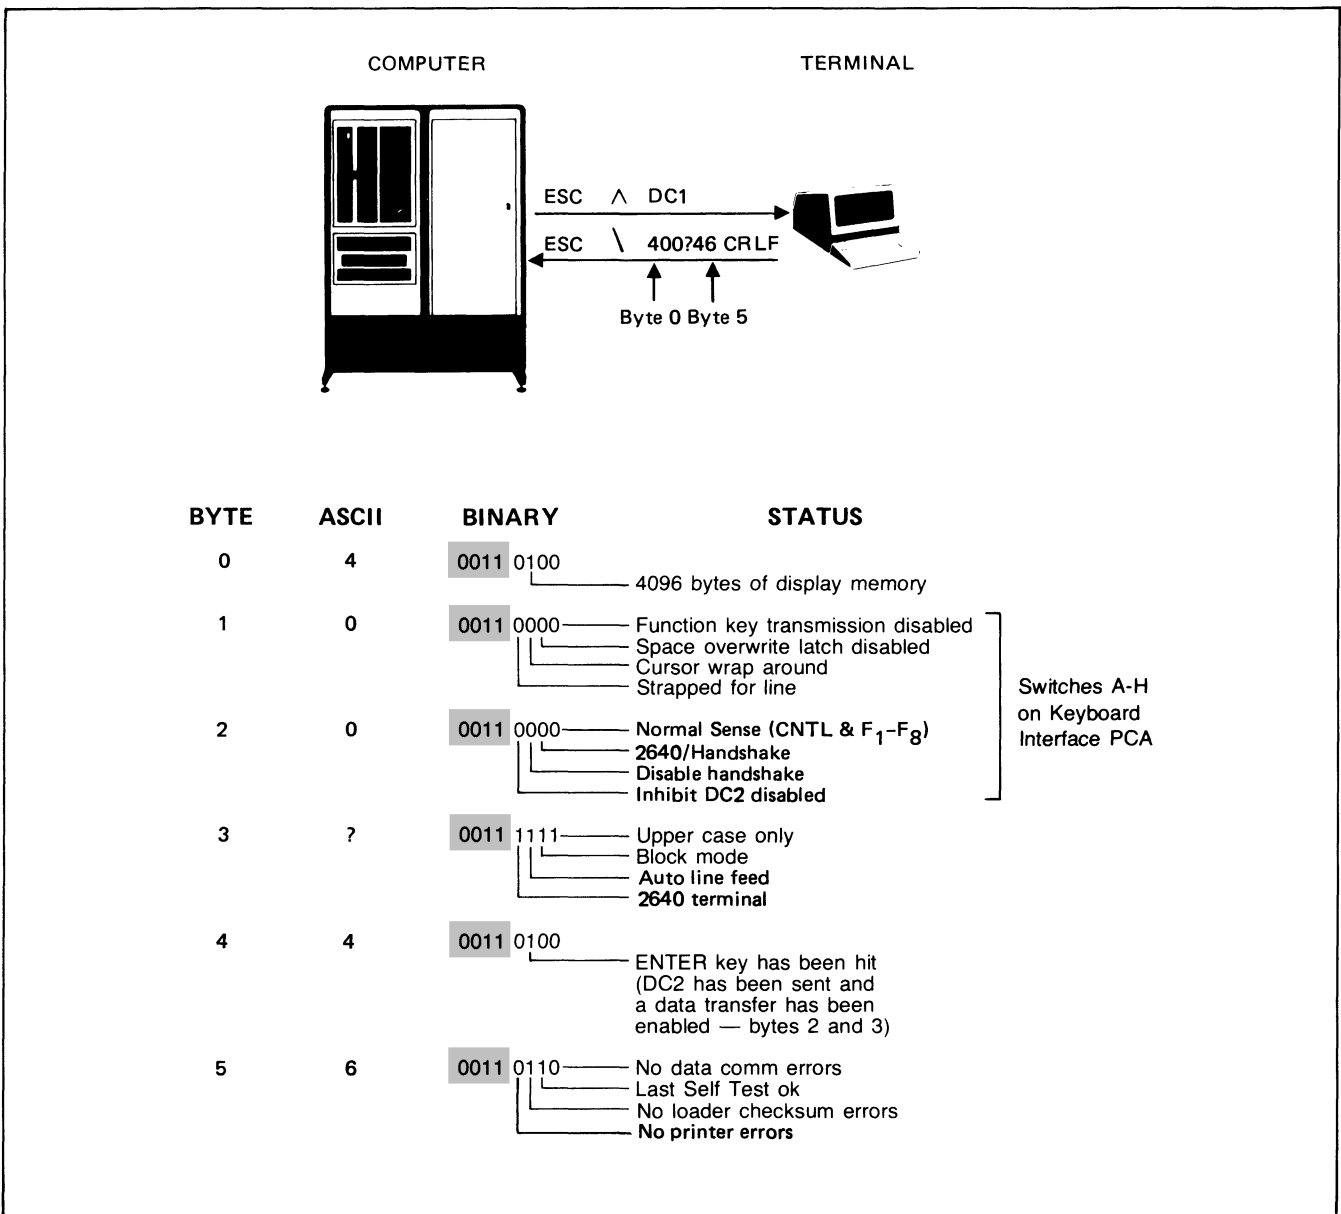 COMPUTER TERMINAL
ESC ∧ DC1
ESC \ 400?46 CR LF
Byte 0 Byte 5
BYTE ASCII BINARY STATUS
0 4 0011 0100
4096 bytes of display memory
1 0 0011 0000 Function key transmission disabled
Space overwrite latch disabled
Cursor wrap around
Strapped for line
Switches A-H
on Keyboard
Interface PCA
2 0 0011 0000 Normal Sense (CNTL & F1–F8)
2640/Handshake
Disable handshake
Inhibit DC2 disabled
3 ? 0011 1111 Upper case only
Block mode
Auto line feed
2640 terminal
4 4 0011 0100
ENTER key has been hit
(DC2 has been sent and
a data transfer has been
enabled — bytes 2 and 3)
5 6 0011 0110 No data comm errors
Last Self Test ok
No loader checksum errors
No printer errors